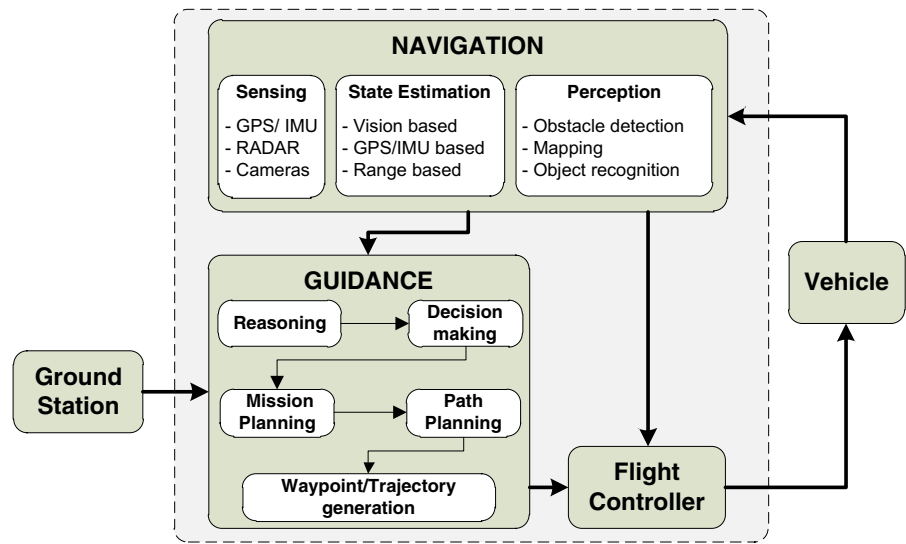 NAVIGATION
Sensing
- GPS/ IMU
- RADAR
- Cameras
State Estimation
- Vision based
- GPS/IMU based
- Range based
Perception
- Obstacle detection
- Mapping
- Object recognition
GUIDANCE
Reasoning
Decision
making
Mission
Planning
Path
Planning
Waypoint/Trajectory
generation
Ground
Station
Flight
Controller
Vehicle